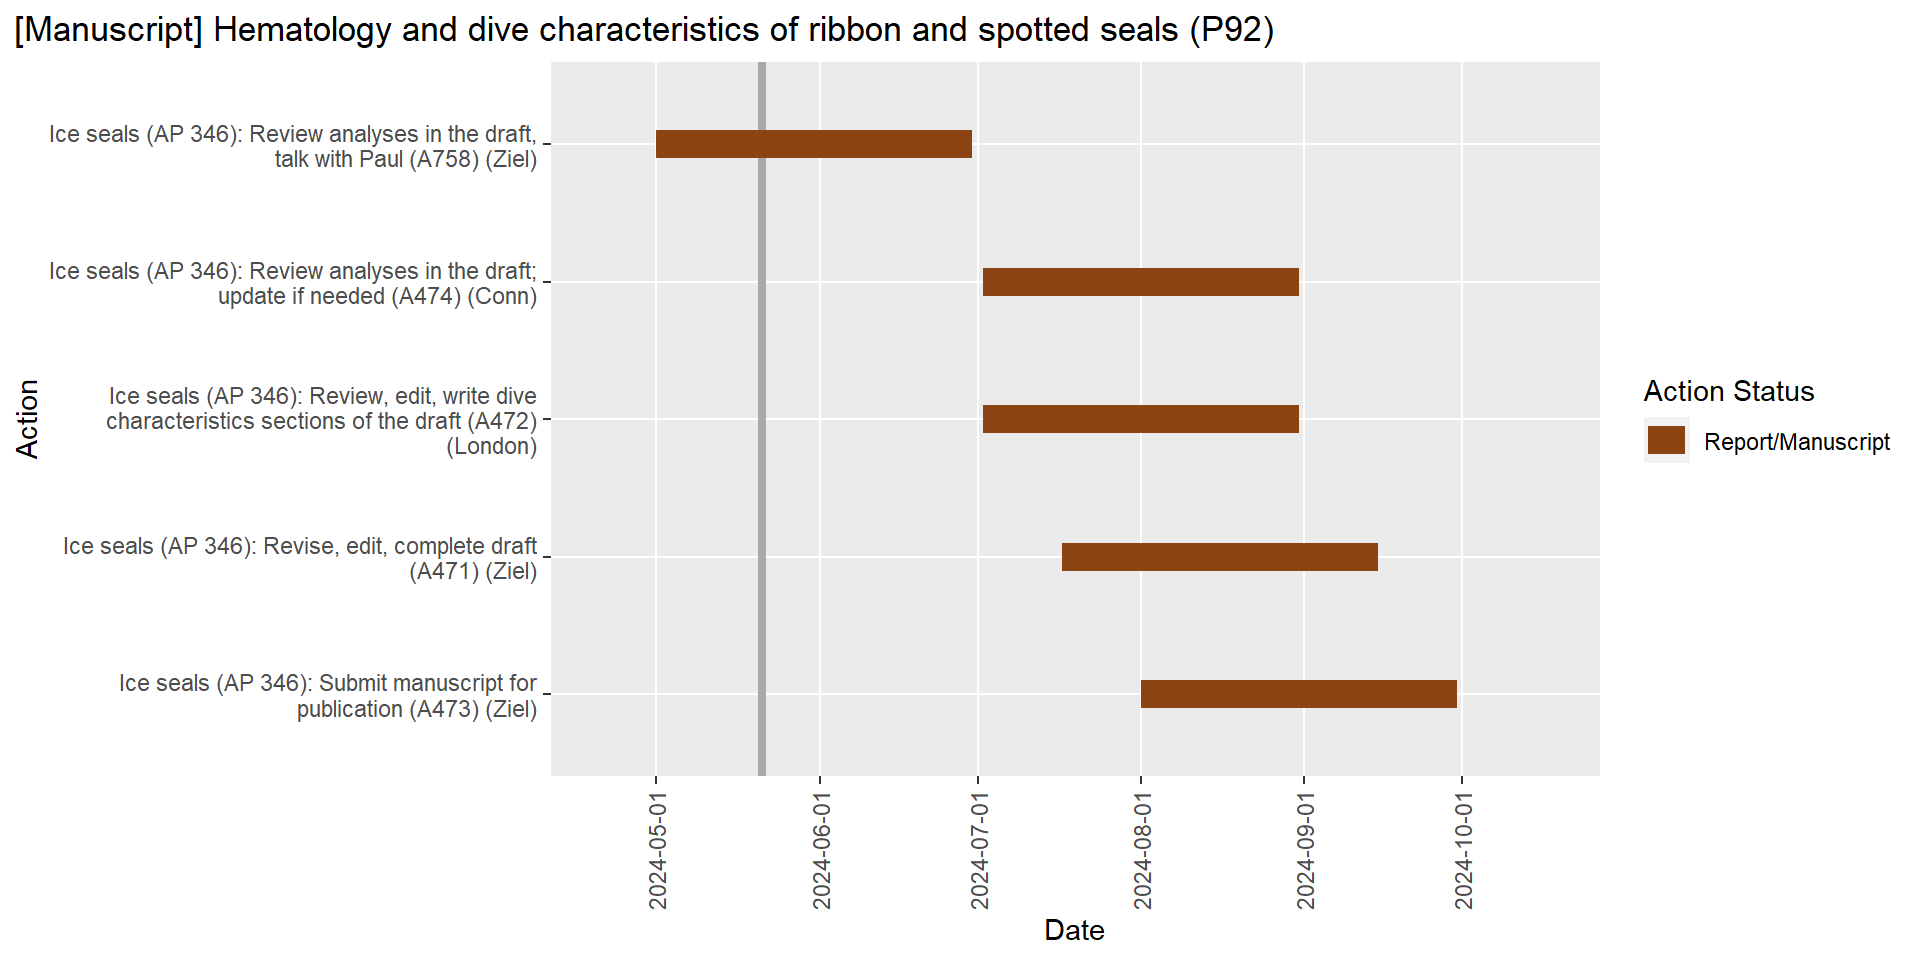 [Manuscript] Hematology and dive characteristics of ribbon and spotted seals (P92)
Ice seals (AP 346): Review analyses in the draft,
talk with Paul (A758) (Ziel)
Ice seals (AP 346): Review analyses in the draft;
update if needed (A474) (Conn)
Ice seals (AP 346): Review, edit, write dive
characteristics sections of the draft (A472)
(London)
Ice seals (AP 346): Revise, edit, complete draft
(A471) (Ziel)
Ice seals (AP 346): Submit manuscript for
publication (A473) (Ziel)
Action
2024-05-01
2024-06-01
2024-07-01
2024-08-01
2024-09-01
2024-10-01
Date
Action Status
Report/Manuscript